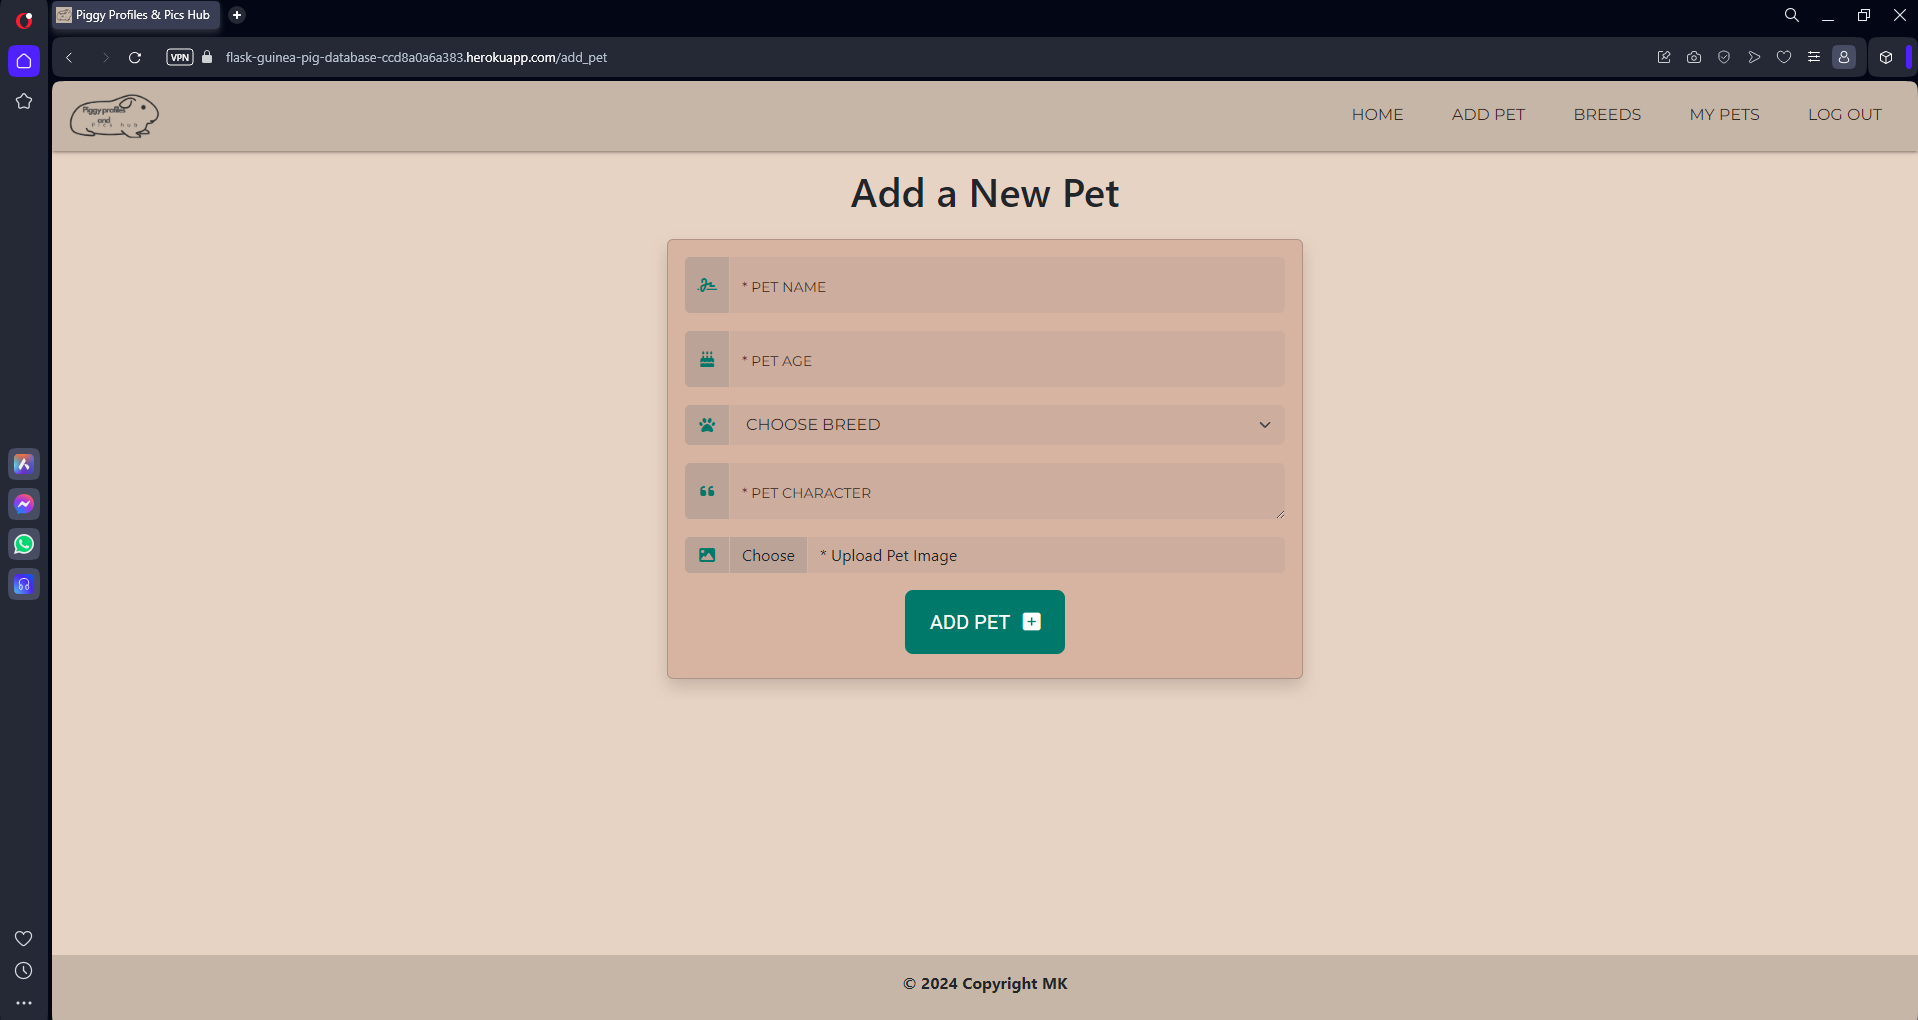 Piggy Profiles & Pics Hub
VPN
flask-guinea-pig-database-ccd8a0a6a383.herokuapp.com/add_pet
Piggy profiles
and
Pics hub
HOME
ADD PET
BREEDS
MY PETS
LOG OUT
Add a New Pet
* PET NAME
* PET AGE
CHOOSE BREED
* PET CHARACTER
Choose
* Upload Pet Image
ADD PET
© 2024 Copyright MK